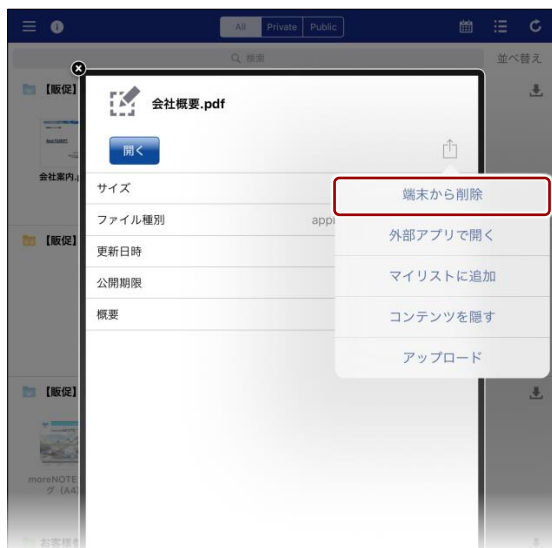 All Private Public
検索
並べ替え
【販促】
会社概要.pdf
開く
会社案内.
サイズ
端末から削除
ファイル種別
外部アプリで開く
【販促】
更新日時
マイリストに追加
公開期限
コンテンツを隠す
概要
アップロード
【販促】
moreNOTE
グ（A4
お客様